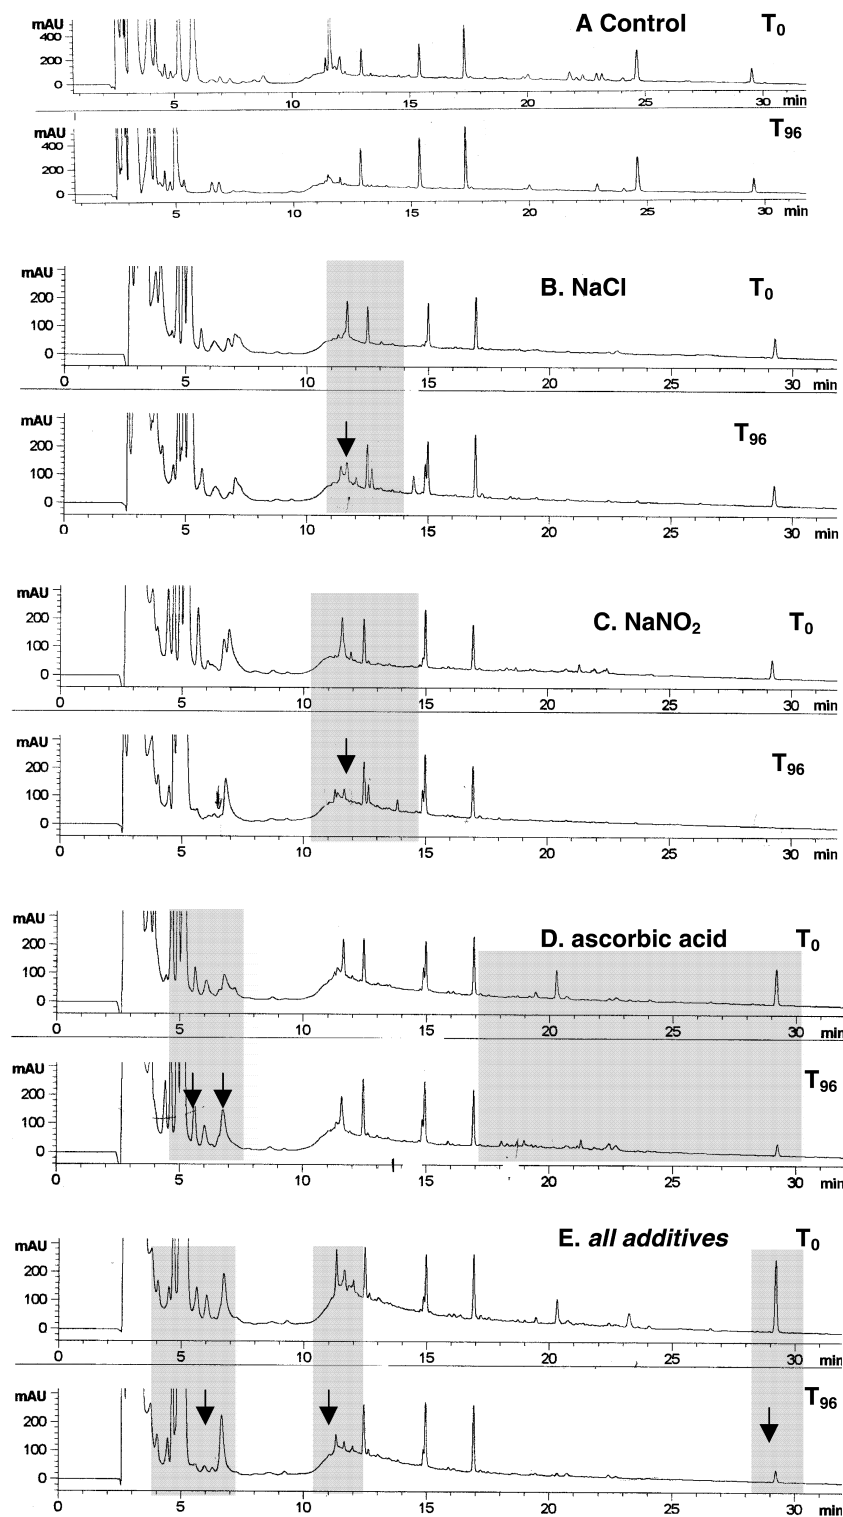 mAU A Control T0
400
200
0
5 10 15 20 25 30 min
mAU T96
400
200
0
5 10 15 20 25 30 min
mAU B. NaCl T0
200
100
0
0 5 10 15 20 25 30 min
mAU T96
200
100
0
0 5 10 15 20 25 30 min
mAU C. NaNO2 T0
200
100
0
0 5 10 15 20 25 30 min
mAU T96
200
100
0
0 5 10 15 20 25 30 min
mAU D. ascorbic acid T0
200
100
0
0 5 10 15 20 25 30 min
mAU T96
200
100
0
0 5 10 15 20 25 30 min
mAU E. all additives T0
200
100
0
0 5 10 15 20 25 30 min
mAU T96
200
100
0
0 5 10 15 20 25 30 min